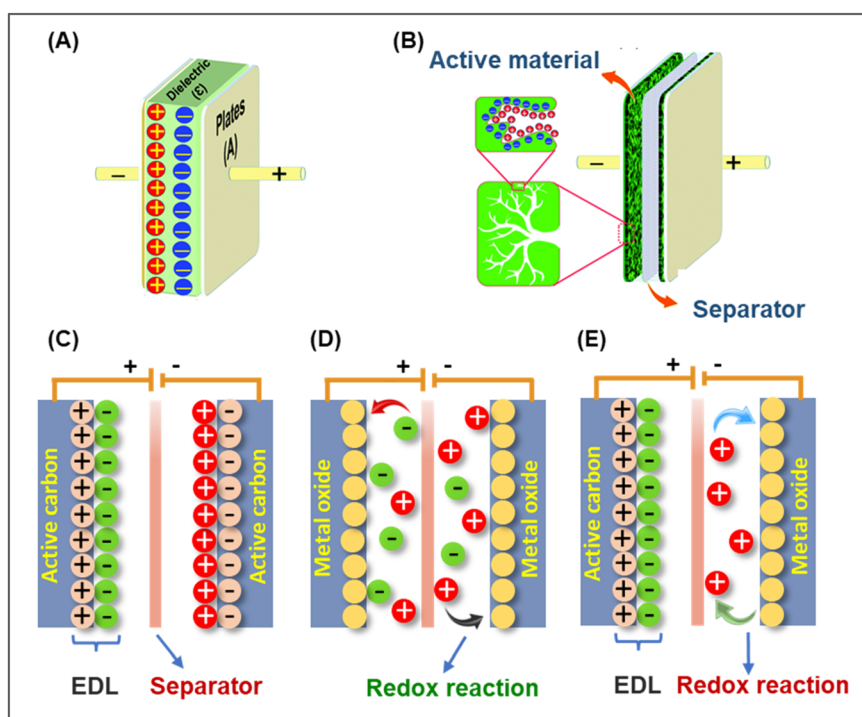 (A)
(B)
Active material
Dielectric
(ε)
Plates
(A)
−
+
−
+
Separator
(C)
(D)
(E)
+ -
+ -
+ -
Active carbon
Active carbon
Metal oxide
Metal oxide
Active carbon
Metal oxide
EDL
Separator
Redox reaction
EDL
Redox reaction